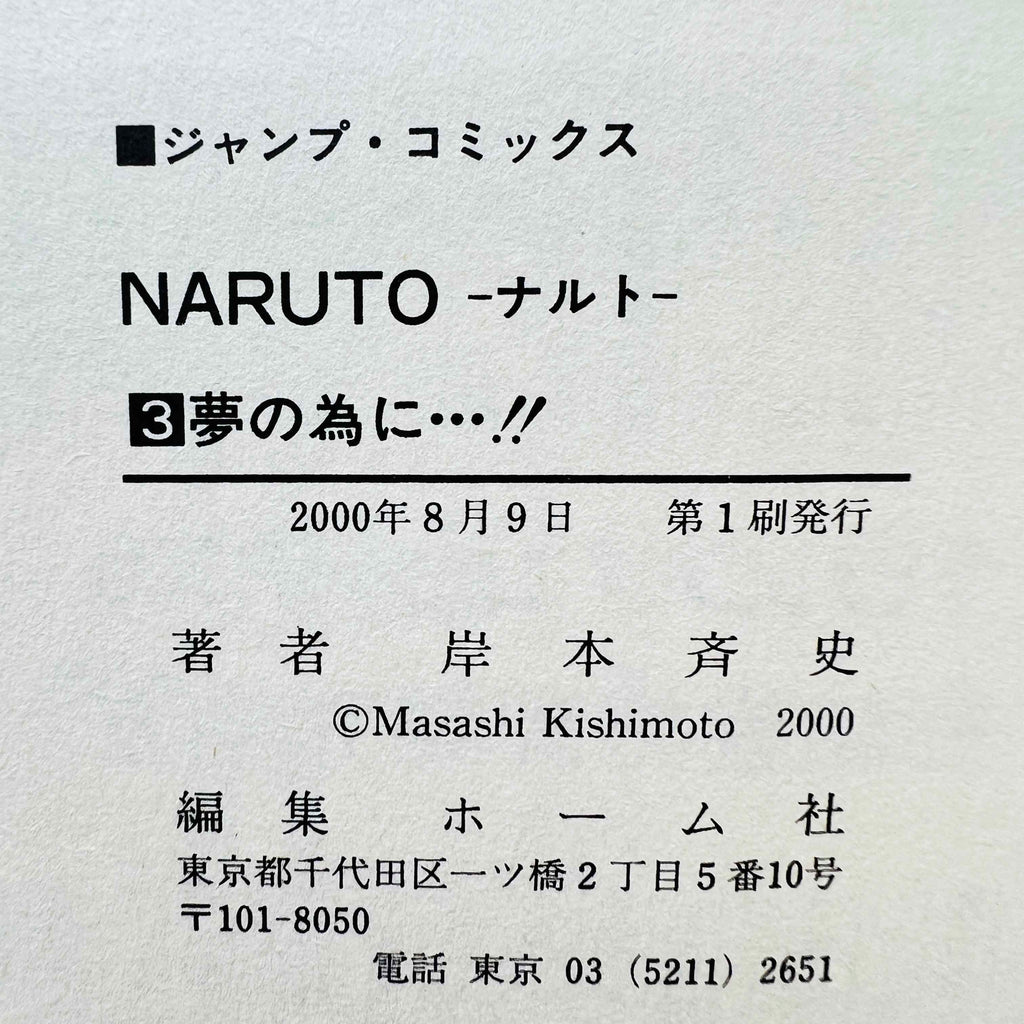 ■ジャンプ・コミックス
NARUTO -ナルト-
3夢の為に…!!
2000年8月9日 第1刷発行
著者 岸本斉史
©Masashi Kishimoto 2000
編集 ホーム社
東京都千代田区一ツ橋2丁目5番10号
〒101-8050
電話 東京 03 (5211) 2651